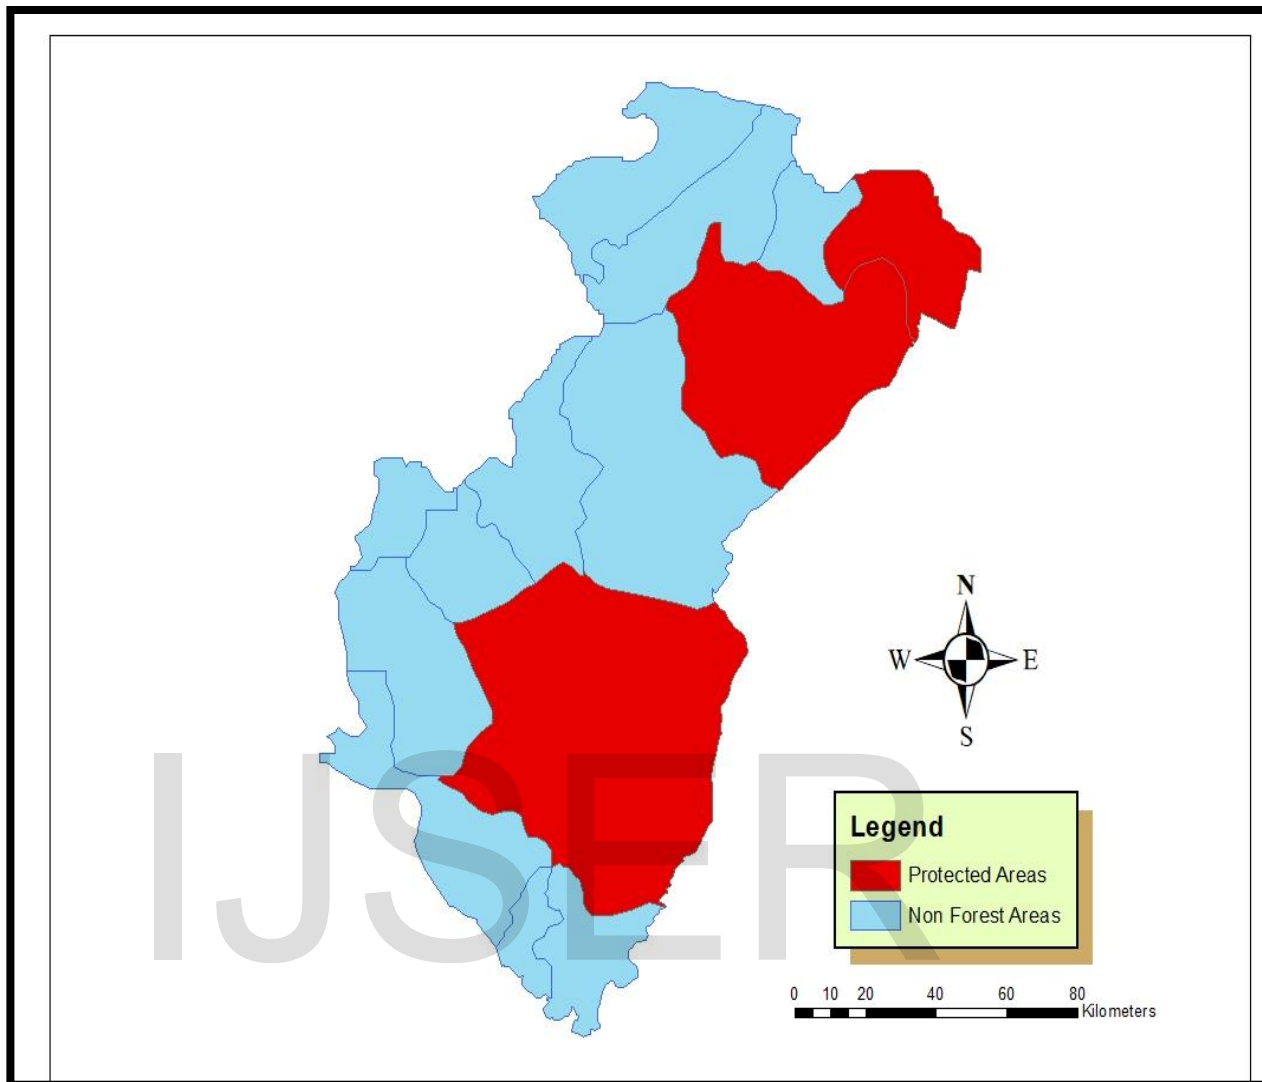 N
W E
S
IJSER
Legend
Protected Areas
Non Forest Areas
0 10 20 40 60 80
Kilometers